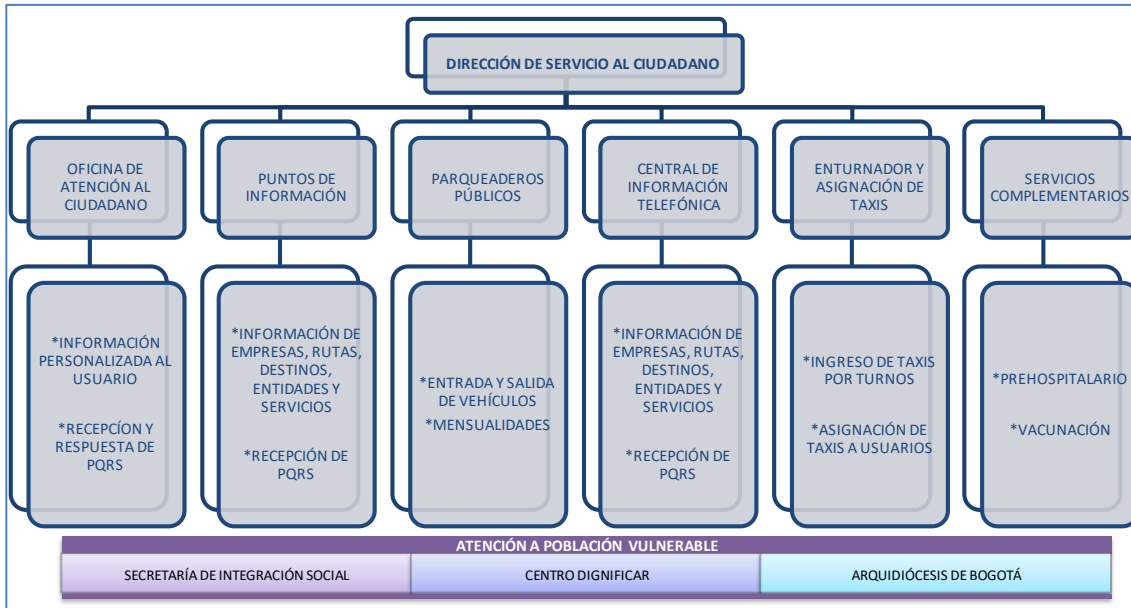 DIRECCIÓN DE SERVICIO AL CIUDADANO
OFICINA DE
ATENCIÓN AL
CIUDADANO
PUNTOS DE
INFORMACIÓN
PARQUEADEROS
PÚBLICOS
CENTRAL DE
INFORMACIÓN
TELEFÓNICA
ENTURNADOR Y
ASIGNACIÓN DE
TAXIS
SERVICIOS
COMPLEMENTARIOS
*INFORMACIÓN
PERSONALIZADA AL
USUARIO
*RECEPCÍON Y
RESPUESTA DE
PQRS
*INFORMACIÓN DE
EMPRESAS, RUTAS,
DESTINOS,
ENTIDADES Y
SERVICIOS
*RECEPCIÓN DE
PQRS
*ENTRADA Y SALIDA
DE VEHÍCULOS
*MENSUALIDADES
*INFORMACIÓN DE
EMPRESAS, RUTAS,
DESTINOS,
ENTIDADES Y
SERVICIOS
*RECEPCIÓN DE
PQRS
*INGRESO DE TAXIS
POR TURNOS
*ASIGNACIÓN DE
TAXIS A USUARIOS
*PREHOSPITALARIO
*VACUNACIÓN
ATENCIÓN A POBLACIÓN VULNERABLE
SECRETARÍA DE INTEGRACIÓN SOCIAL
CENTRO DIGNIFICAR
ARQUIDIÓCESIS DE BOGOTÁ